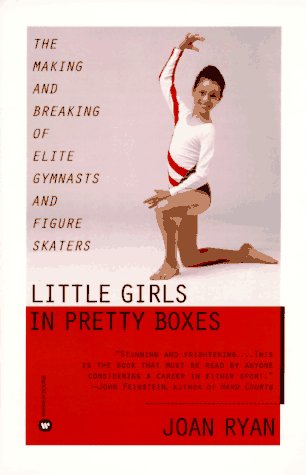 THE
MAKING
AND
BREAKING
OF
ELITE
GYMNASTS
AND
FIGURE
SKATERS
LITTLE GIRLS
IN PRETTY BOXES
"STUNNING AND FRIGHTENING....THIS
IS THE BOOK THAT MUST BE READ BY ANYONE
CONSIDERING A CAREER IN EITHER SPORT."
—JOHN FEINSTEIN, AUTHOR OF HARD COURTS
JOAN RYAN